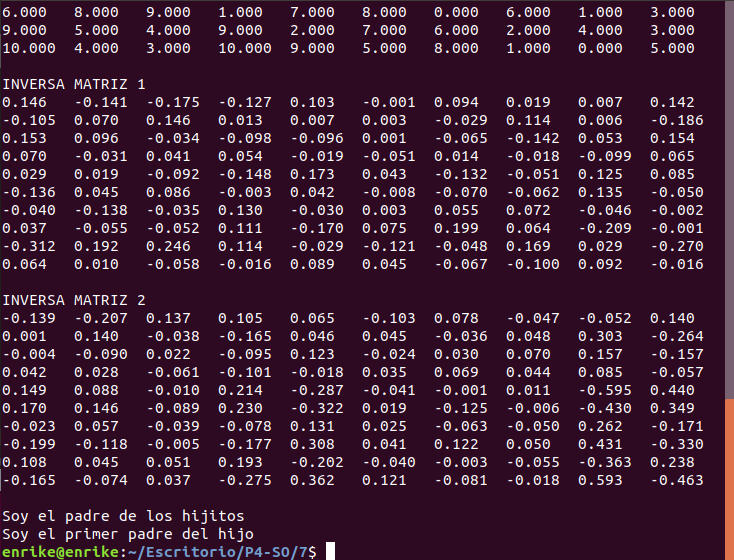 6.000 8.000 9.000 1.000 7.000 8.000 0.000 6.000 1.000 3.000
9.000 5.000 4.000 9.000 2.000 7.000 6.000 2.000 4.000 3.000
10.000 4.000 3.000 10.000 9.000 5.000 8.000 1.000 0.000 5.000
INVERSA MATRIZ 1
0.146 -0.141 -0.175 -0.127 0.103 -0.001 0.094 0.019 0.007 0.142
-0.105 0.070 0.146 0.013 0.007 0.003 -0.029 0.114 0.006 -0.186
0.153 0.096 -0.034 -0.098 -0.096 0.001 -0.065 -0.142 0.053 0.154
0.070 -0.031 0.041 0.054 -0.019 -0.051 0.014 -0.018 -0.099 0.065
0.029 0.019 -0.092 -0.148 0.173 0.043 -0.132 -0.051 0.125 0.085
-0.136 0.045 0.086 -0.003 0.042 -0.008 -0.070 -0.062 0.135 -0.050
-0.040 -0.138 -0.035 0.130 -0.030 0.003 0.055 0.072 -0.046 -0.002
0.037 -0.055 -0.052 0.111 -0.170 0.075 0.199 0.064 -0.209 -0.001
-0.312 0.192 0.246 0.114 -0.029 -0.121 -0.048 0.169 0.029 -0.270
0.064 0.010 -0.058 -0.016 0.089 0.045 -0.067 -0.100 0.092 -0.016
INVERSA MATRIZ 2
-0.139 -0.207 0.137 0.105 0.065 -0.103 0.078 -0.047 -0.052 0.140
0.001 0.140 -0.038 -0.165 0.046 0.045 -0.036 0.048 0.303 -0.264
-0.004 -0.090 0.022 -0.095 0.123 -0.024 0.030 0.070 0.157 -0.157
0.042 0.028 -0.061 -0.101 -0.018 0.035 0.069 0.044 0.085 -0.057
0.149 0.088 -0.010 0.214 -0.287 -0.041 -0.001 0.011 -0.595 0.440
0.170 0.146 -0.089 0.230 -0.322 0.019 -0.125 -0.006 -0.430 0.349
-0.023 0.057 -0.039 -0.078 0.131 0.025 -0.063 -0.050 0.262 -0.171
-0.199 -0.118 -0.005 -0.177 0.308 0.041 0.122 0.050 0.431 -0.330
0.108 0.045 0.051 0.193 -0.202 -0.040 -0.003 -0.055 -0.363 0.238
-0.165 -0.074 0.037 -0.275 0.362 0.121 -0.081 -0.018 0.593 -0.463
Soy el padre de los hijitos
Soy el primer padre del hijo
enrike@enrike:~/Escritorio/P4-SO/7$